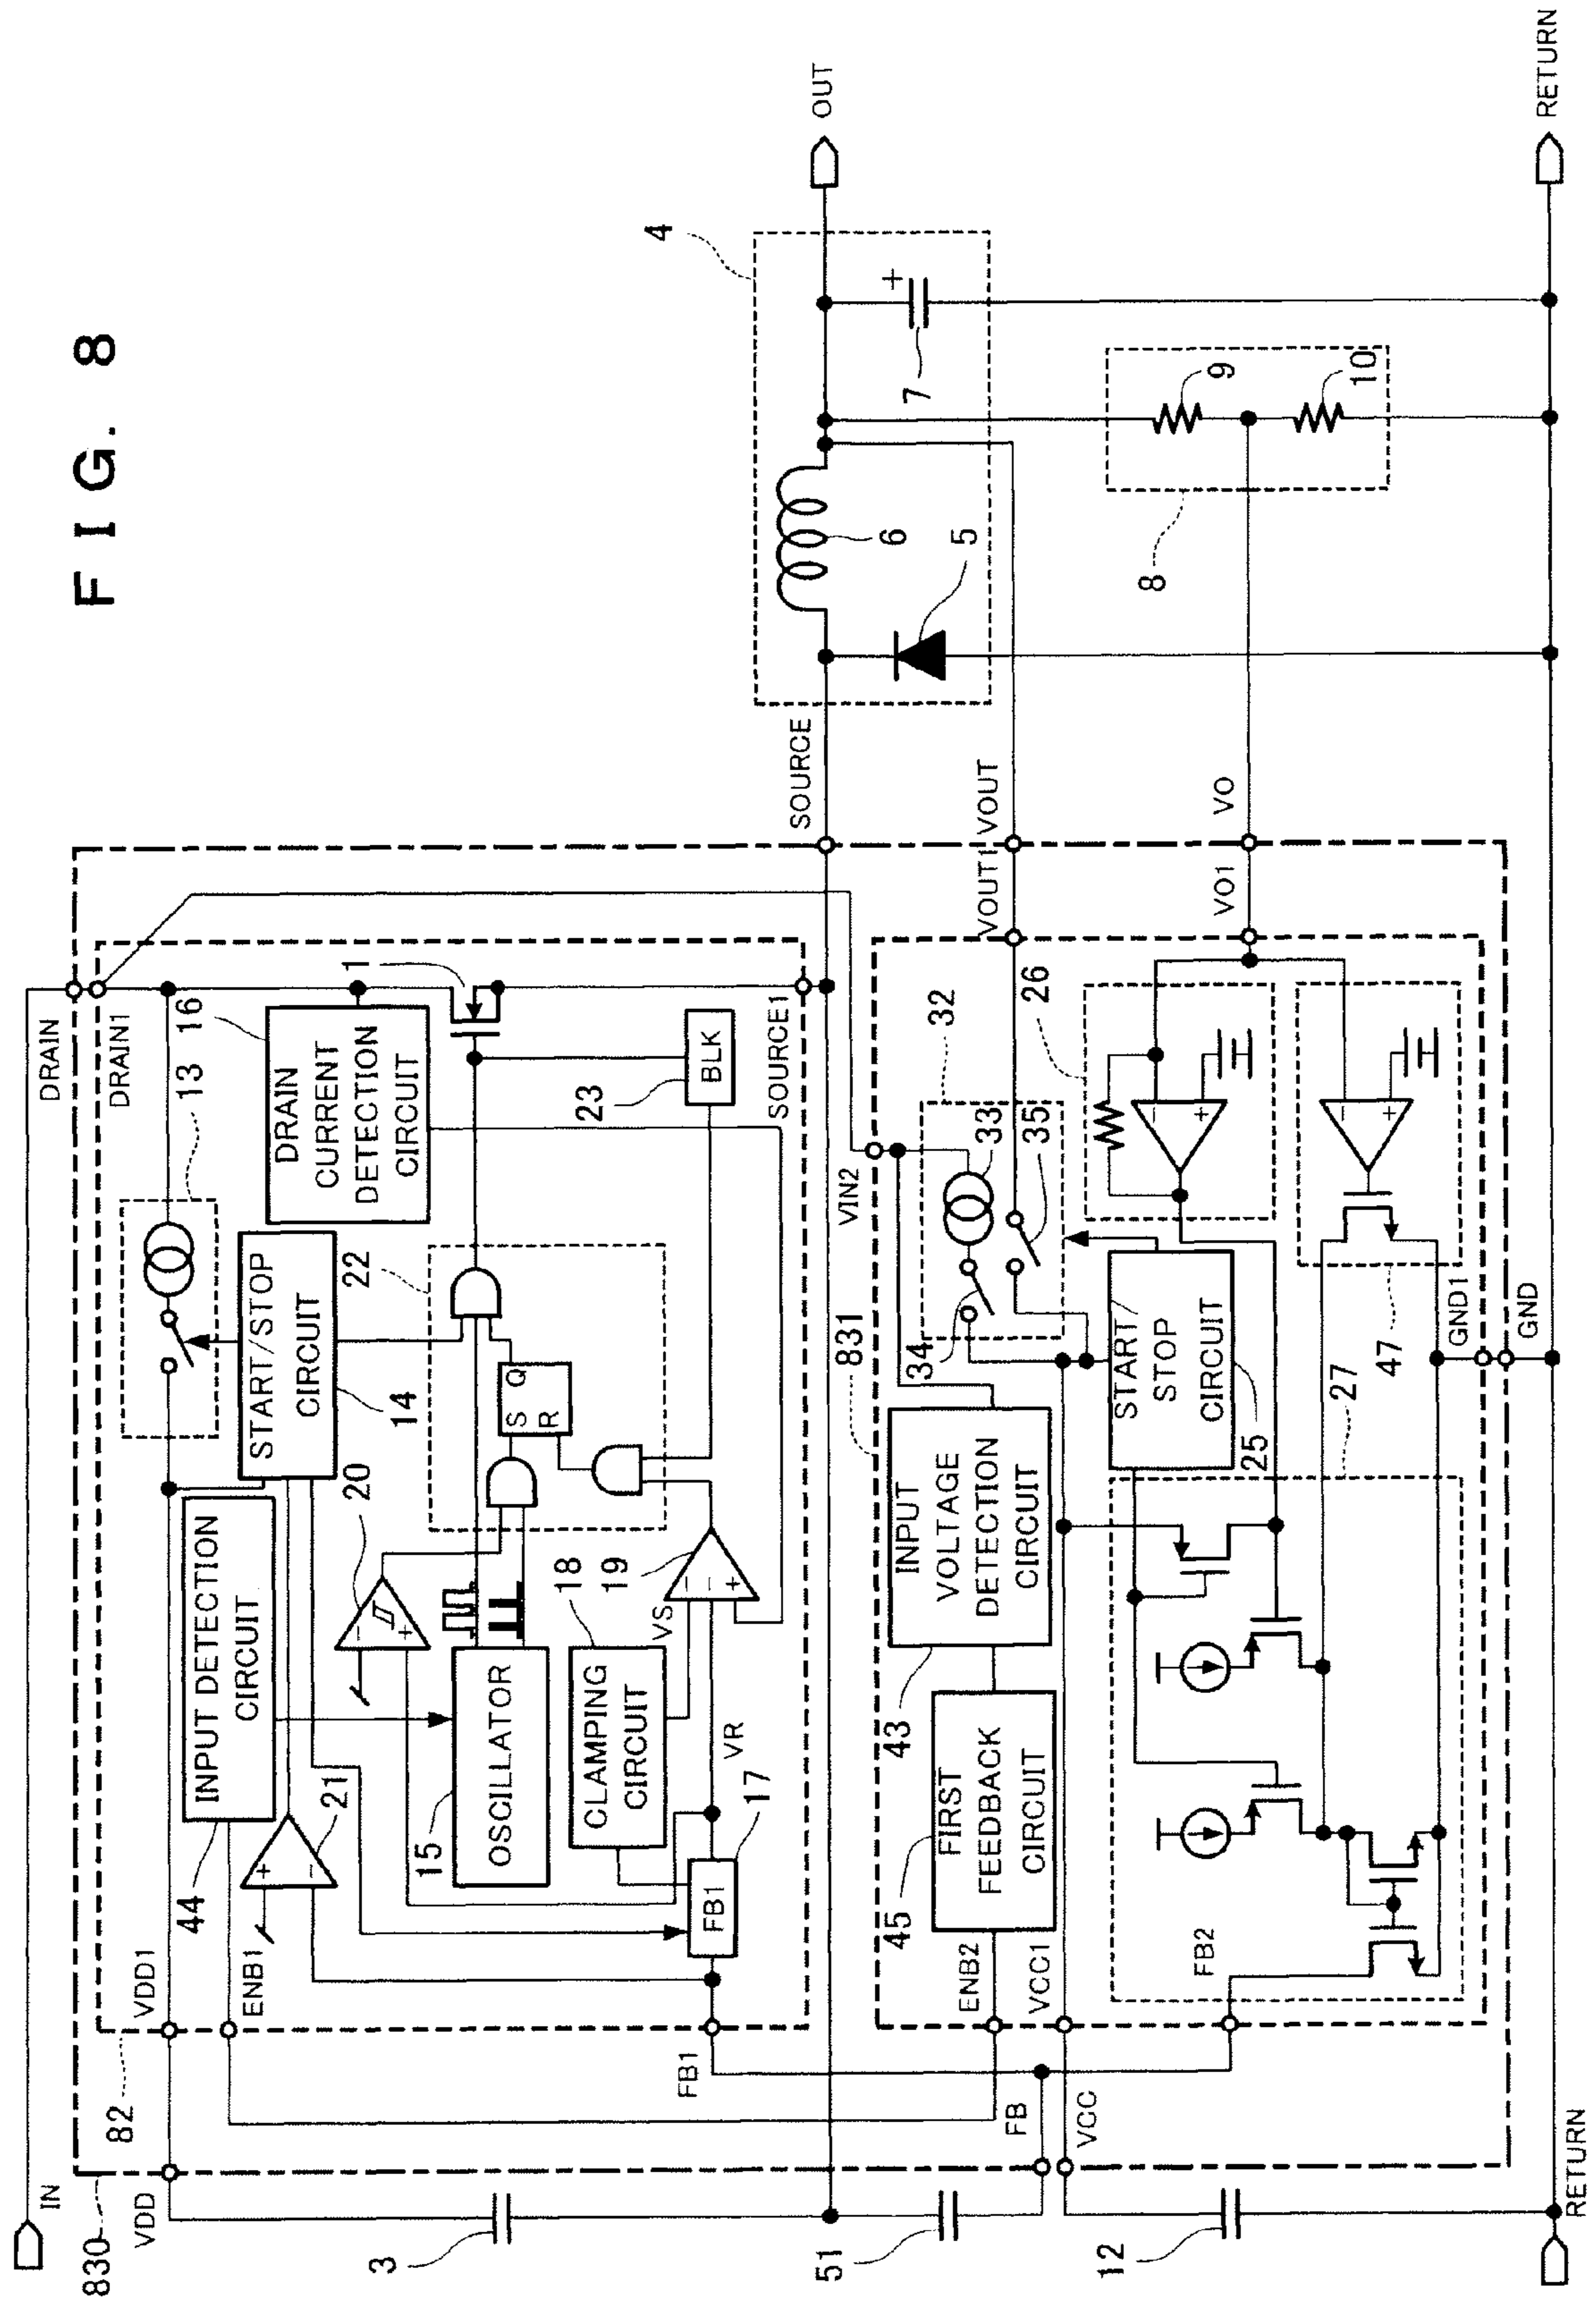 FIG. 8
IN
DRAIN
830
82
VDD
VDD1
DRAIN1
13
16
DRAIN
CURRENT
DETECTION
CIRCUIT
1
START/STOP
CIRCUIT
14
INPUT DETECTION
CIRCUIT
44
ENB1
+
−
21
20
−
+
22
S
Q
R
15
OSCILLATOR
18
CLAMPING
CIRCUIT
19
VS
VR
−
−
+
23
BLK
SOURCE1
SOURCE
FB1
17
FB1
3
51
12
FB
VCC
4
OUT
+
7
6
5
8
9
10
VOUT
VOUT1
VO
VO1
VIN2
831
32
33
34
35
26
−
+
INPUT
VOLTAGE
DETECTION
CIRCUIT
43
FIRST
FEEDBACK
CIRCUIT
45
ENB2
VCC1
START/
STOP
CIRCUIT
25
−
+
47
27
FB2
GND1
GND
RETURN
RETURN